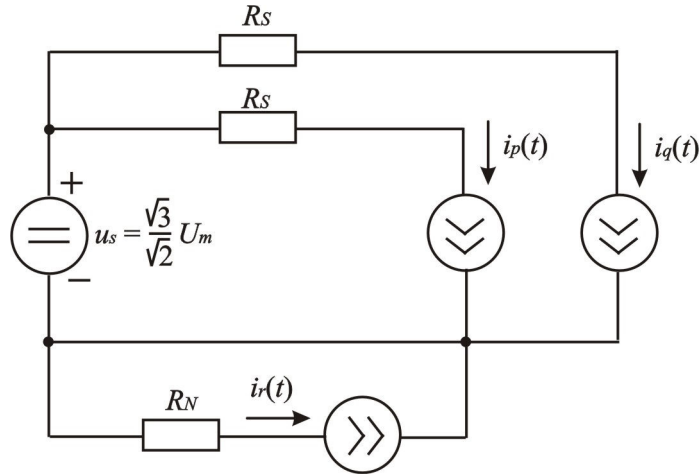 Rs
Rs
ip(t)
iq(t)
+
us = √3/√2 Um
−
ir(t)
RN